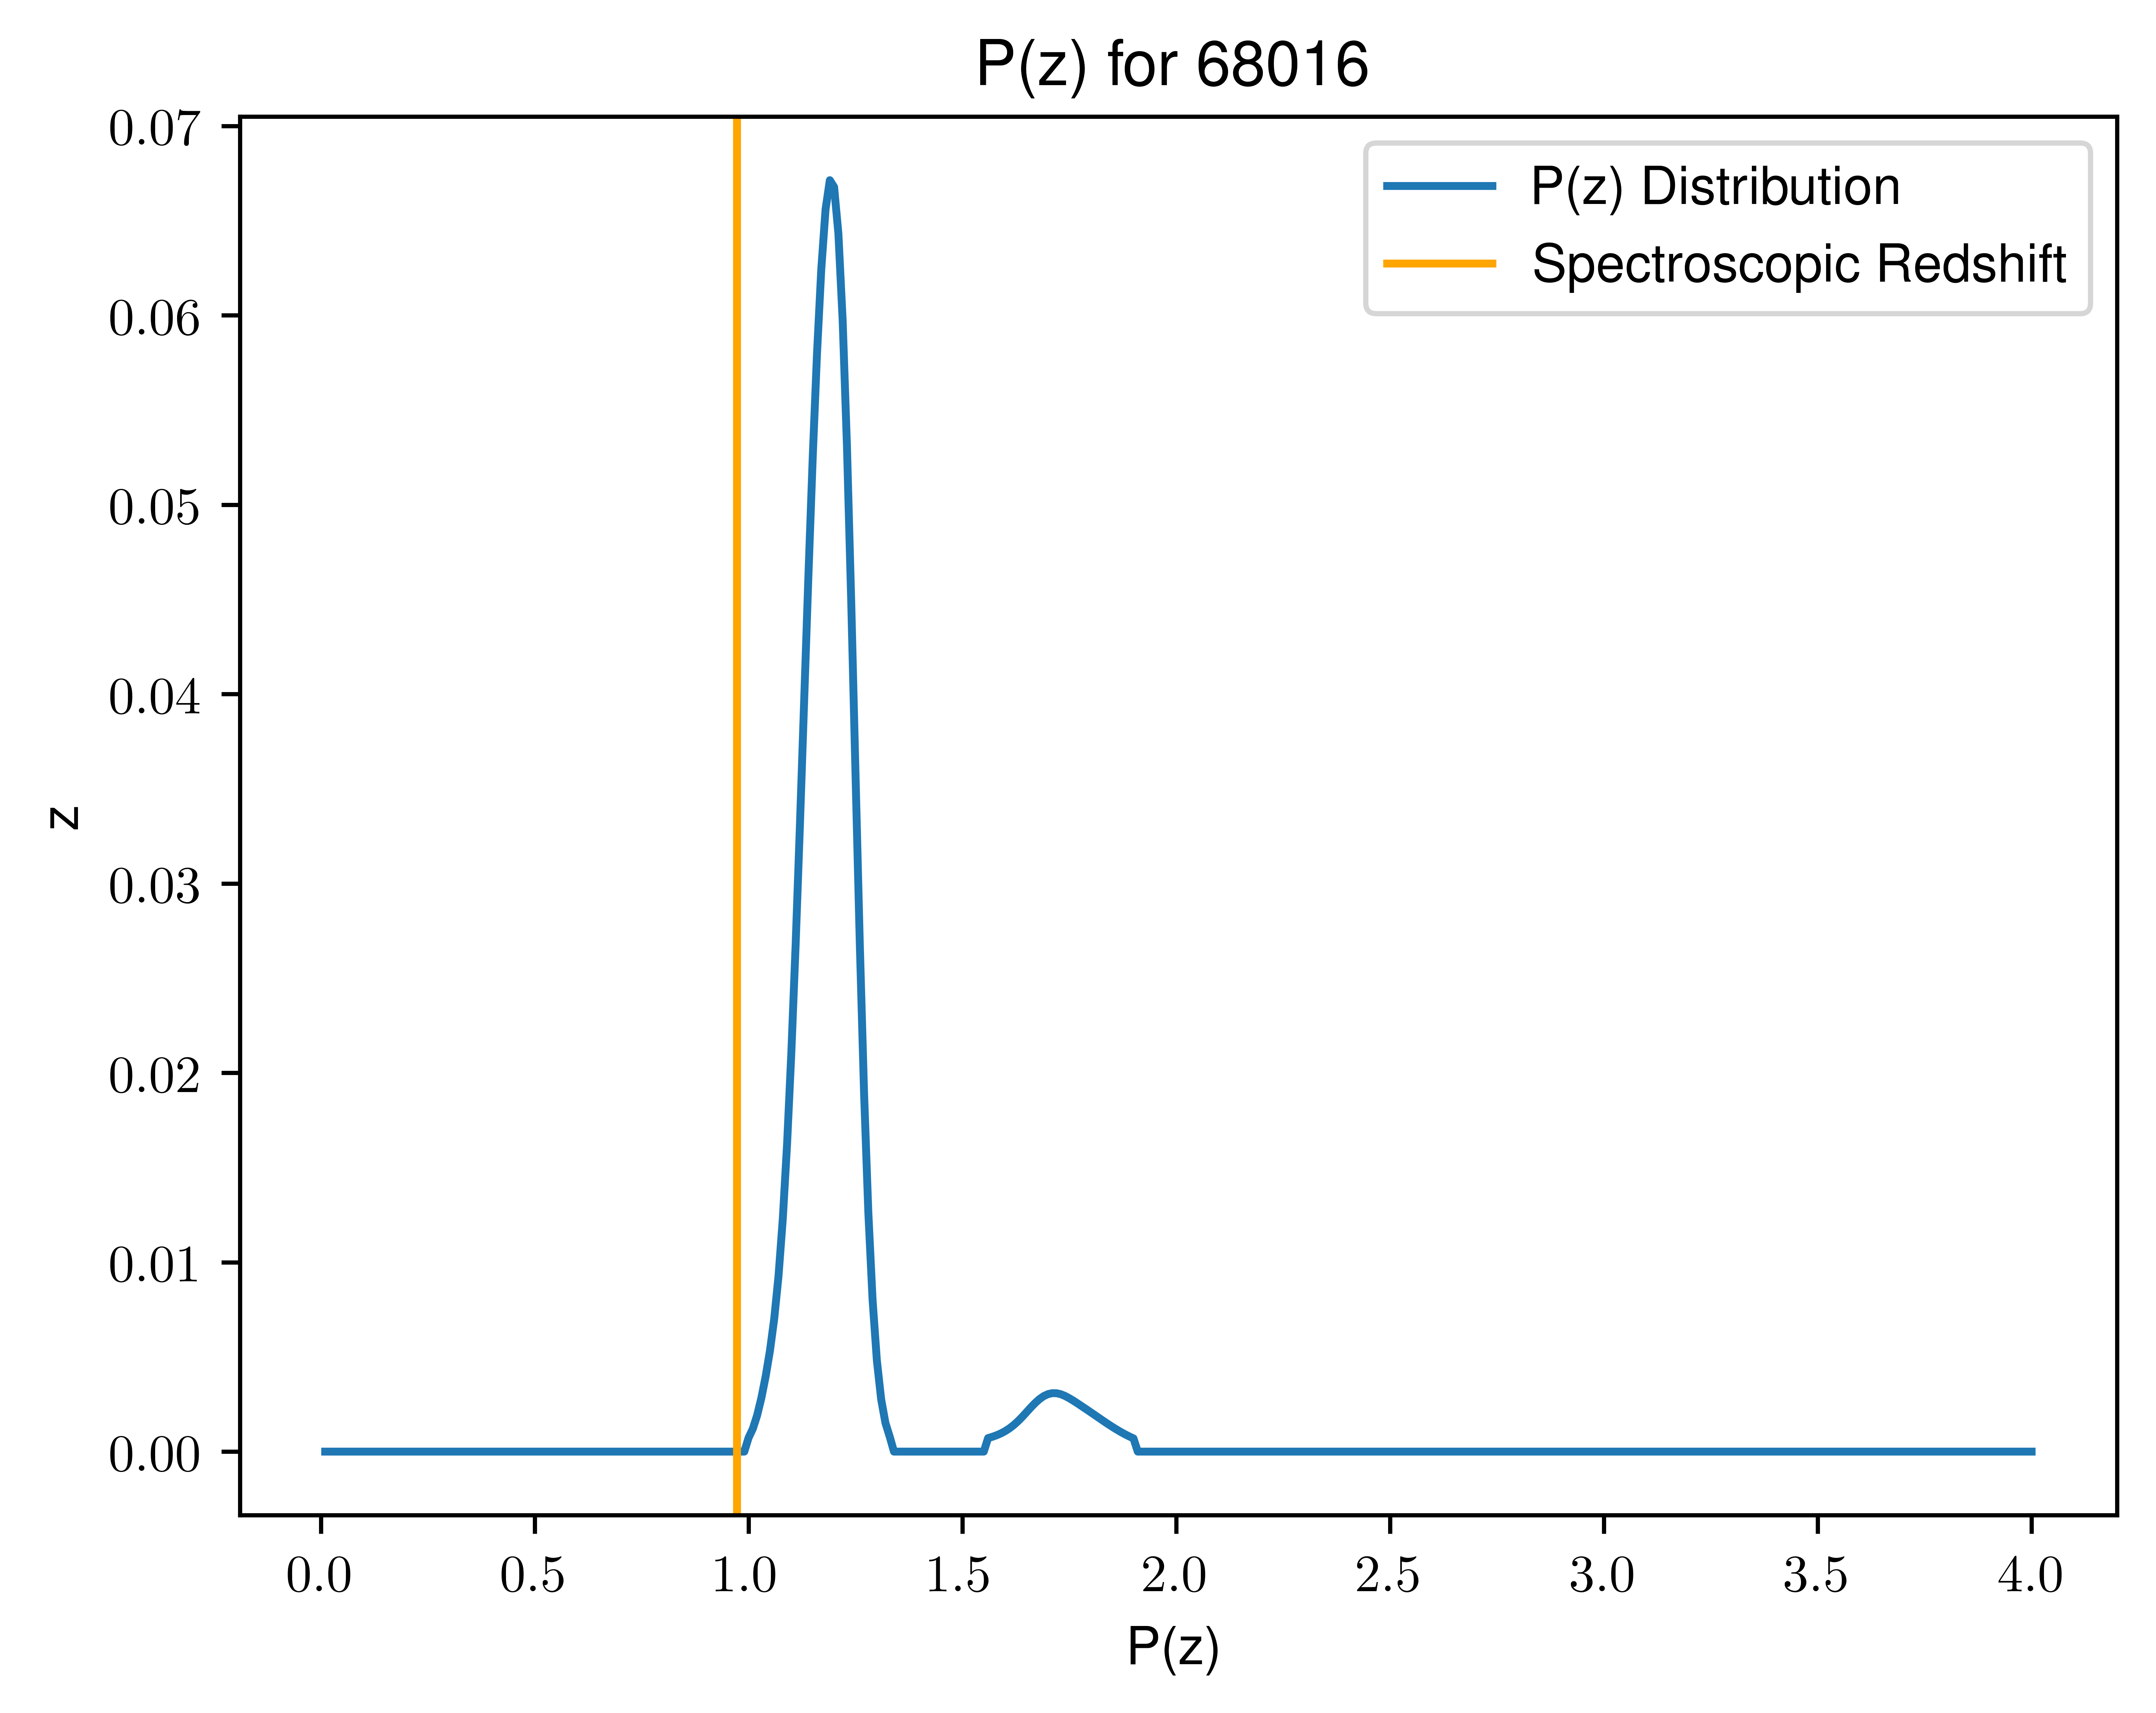 P(z) for 68016
P(z) Distribution
Spectroscopic Redshift
0.07
0.06
0.05
0.04
0.03
0.02
0.01
0.00
z
0.0 0.5 1.0 1.5 2.0 2.5 3.0 3.5 4.0
P(z)